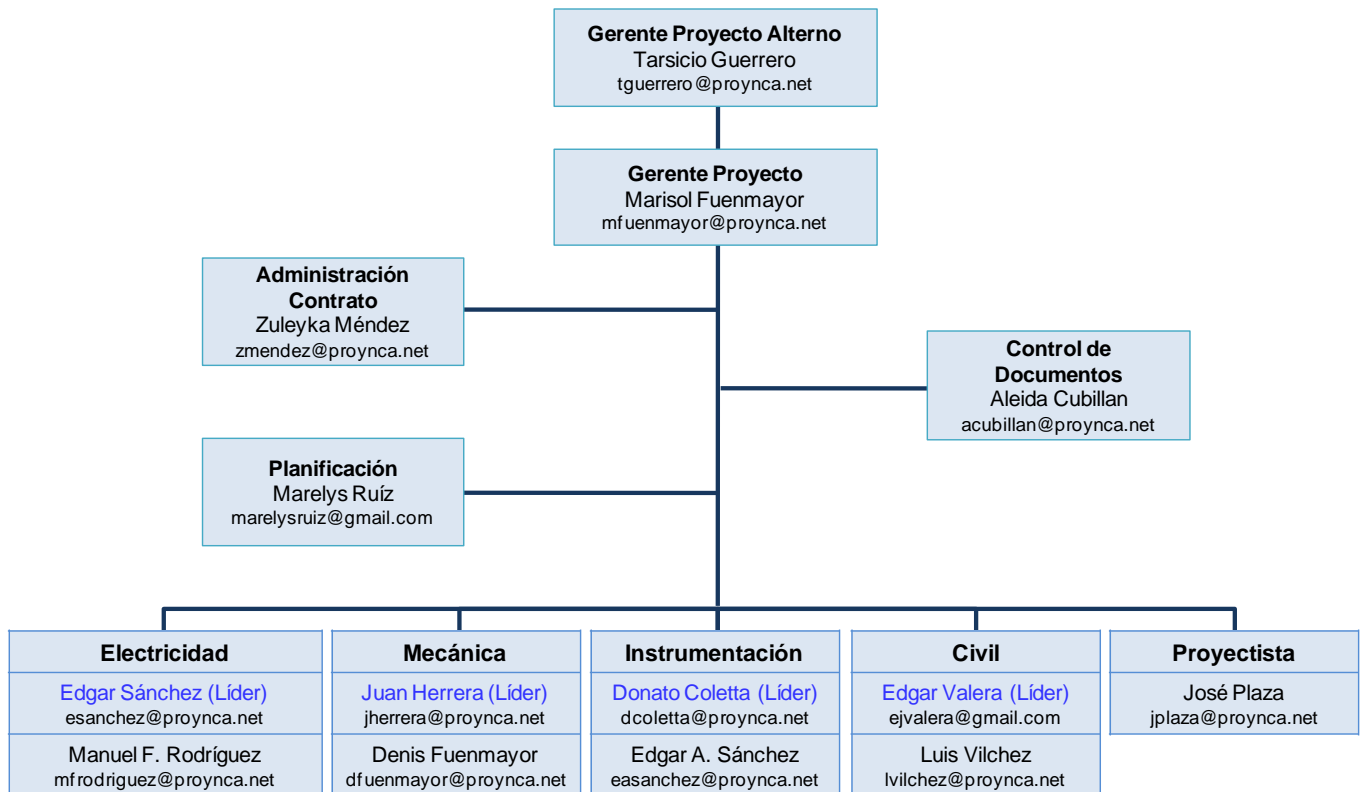 Gerente Proyecto Alterno
Tarsicio Guerrero
tguerrero@proynca.net
Gerente Proyecto
Marisol Fuenmayor
mfuenmayor@proynca.net
Administración
Contrato
Zuleyka Méndez
zmendez@proynca.net
Control de
Documentos
Aleida Cubillan
acubillan@proynca.net
Planificación
Marelys Ruíz
marelysruiz@gmail.com
Electricidad
Edgar Sánchez (Líder)
esanchez@proynca.net
Manuel F. Rodríguez
mfrodriguez@proynca.net
Mecánica
Juan Herrera (Líder)
jherrera@proynca.net
Denis Fuenmayor
dfuenmayor@proynca.net
Instrumentación
Donato Coletta (Líder)
dcoletta@proynca.net
Edgar A. Sánchez
easanchez@proynca.net
Civil
Edgar Valera (Líder)
ejvalera@gmail.com
Luis Vilchez
lvilchez@proynca.net
Proyectista
José Plaza
jplaza@proynca.net